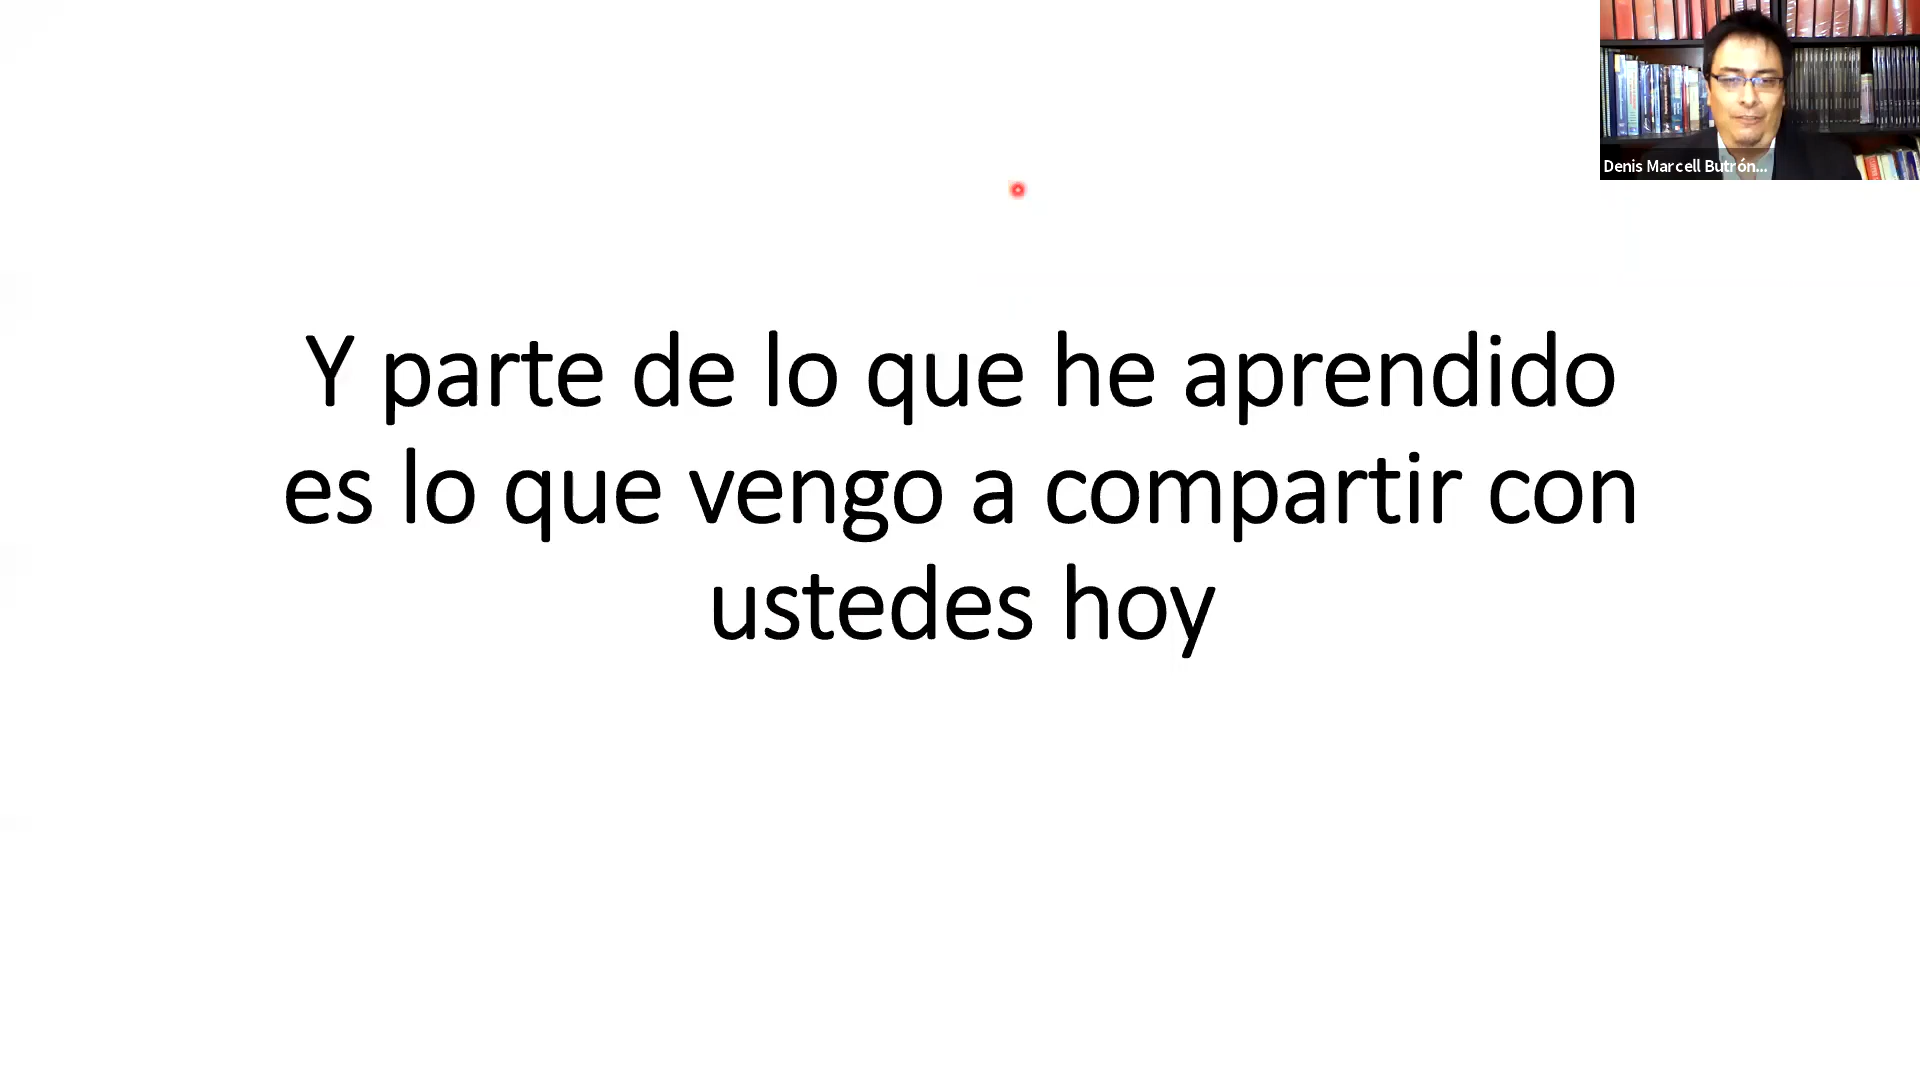 Denis Marcell Butrón...
Y parte de lo que he aprendido
es lo que vengo a compartir con
ustedes hoy